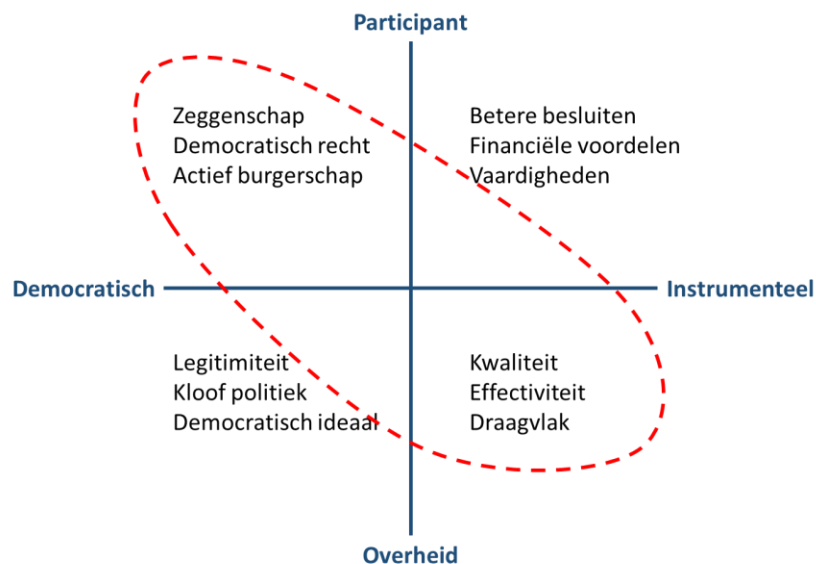 Participant
Zeggenschap
Democratisch recht
Actief burgerschap
Betere besluiten
Financiële voordelen
Vaardigheden
Democratisch
Instrumenteel
Legitimiteit
Kloof politiek
Democratisch ideaal
Kwaliteit
Effectiviteit
Draagvlak
Overheid